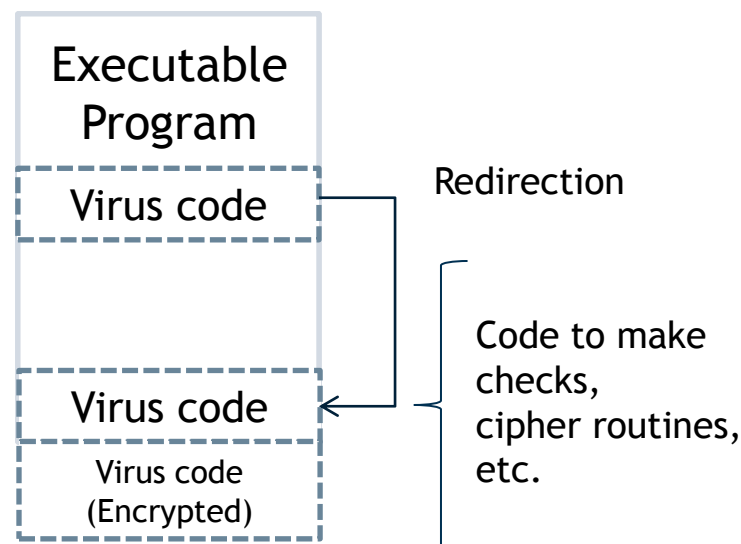 Executable
Program
Virus code
Redirection
Code to make
checks,
cipher routines,
etc.
Virus code
Virus code
(Encrypted)